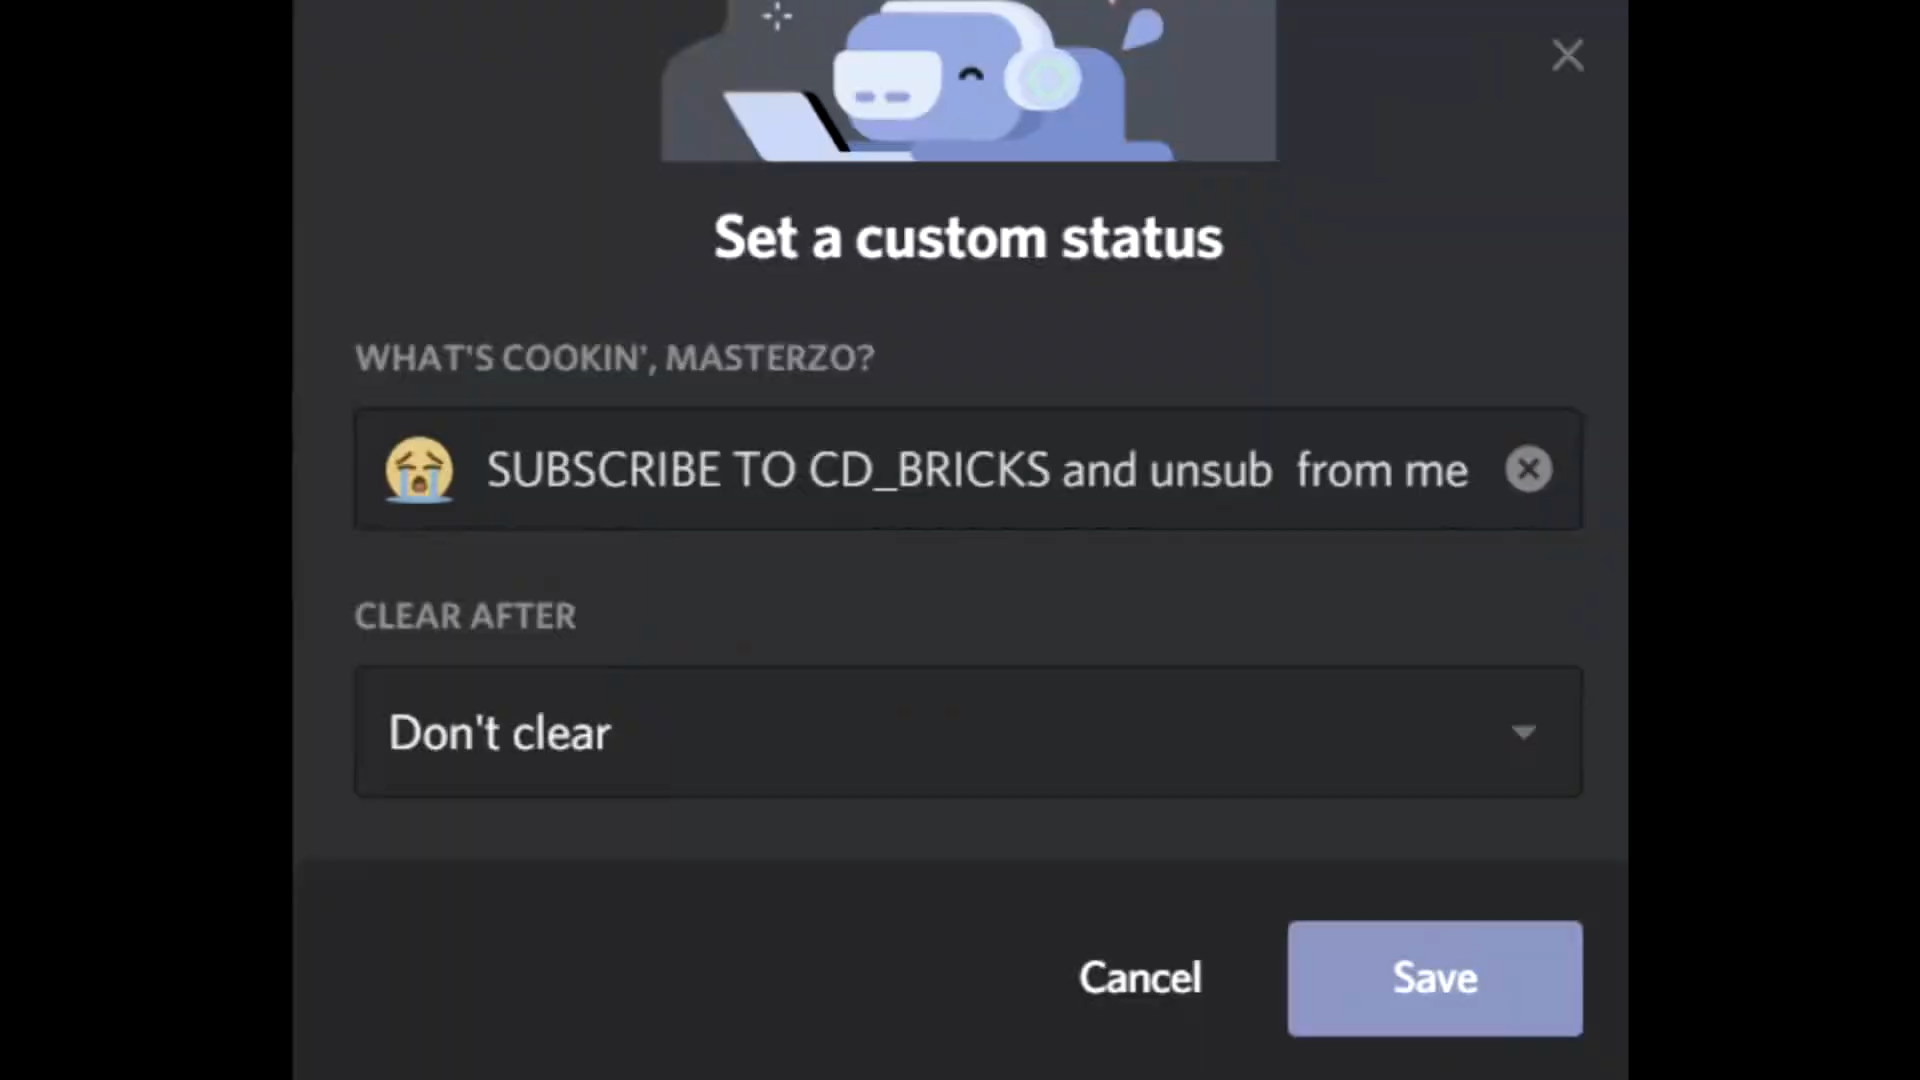 Set a custom status
WHAT'S COOKIN', MASTERZO?
SUBSCRIBE TO CD_BRICKS and unsub  from me
CLEAR AFTER
Don't clear
Cancel
Save